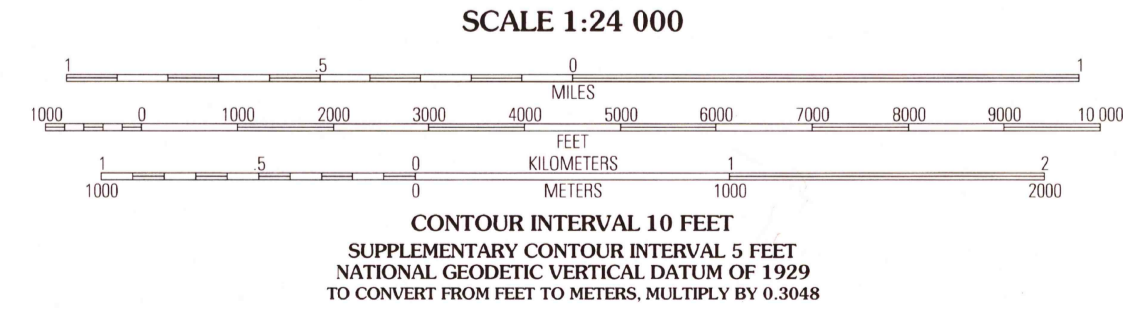 SCALE 1:24 000
1 .5 0 1
MILES
1000 0 1000 2000 3000 4000 5000 6000 7000 8000 9000 10 000
FEET
1 .5 0 KILOMETERS 1 2
1000 0 METERS 1000 2000
CONTOUR INTERVAL 10 FEET
SUPPLEMENTARY CONTOUR INTERVAL 5 FEET
NATIONAL GEODETIC VERTICAL DATUM OF 1929
TO CONVERT FROM FEET TO METERS, MULTIPLY BY 0.3048